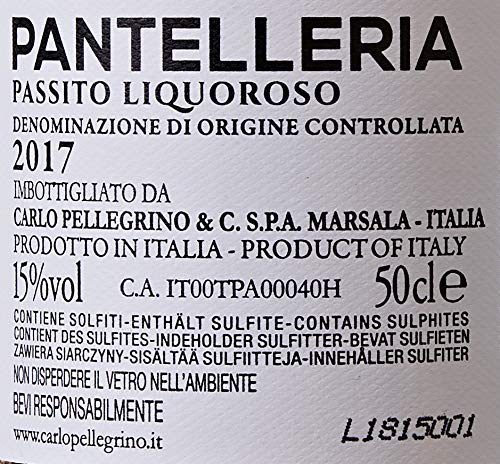 PANTELLERIA
PASSITO LIQUOROSO
DENOMINAZIONE DI ORIGINE CONTROLLATA
2017
IMBOTTIGLIATO DA
CARLO PELLEGRINO & C. S.P.A. MARSALA - ITALIA
PRODOTTO IN ITALIA - PRODUCT OF ITALY
15%vol C.A. IT00TPA00040H 50cl e
CONTIENE SOLFITI-ENTHÄLT SULFITE-CONTAINS SULPHITES
CONTIENT DES SULFITES-INDEHOLDER SULFITTER-BEVAT SULFIETEN
ZAWIERA SIARCZYNY-SISÄLTÄÄ SULFIITTEJA-INNEHÅLLER SULFITER
NON DISPERDERE IL VETRO NELL'AMBIENTE
BEVI RESPONSABILMENTE
www.carlopellegrino.it L1815001